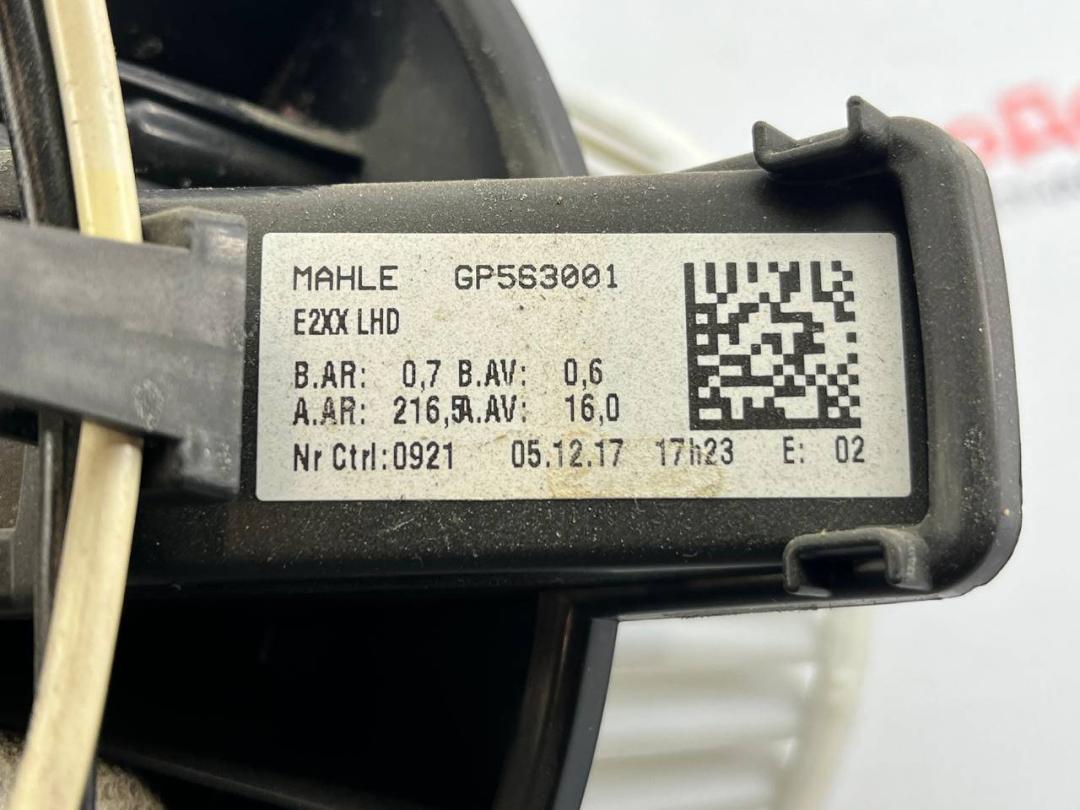 MAHLE GP563001
E2XX LHD
B.AR: 0,7 B.AV: 0,6
A.AR: 216,5A.AV: 16,0
Nr Ctrl:0921 05.12.17 17h23 E: 02